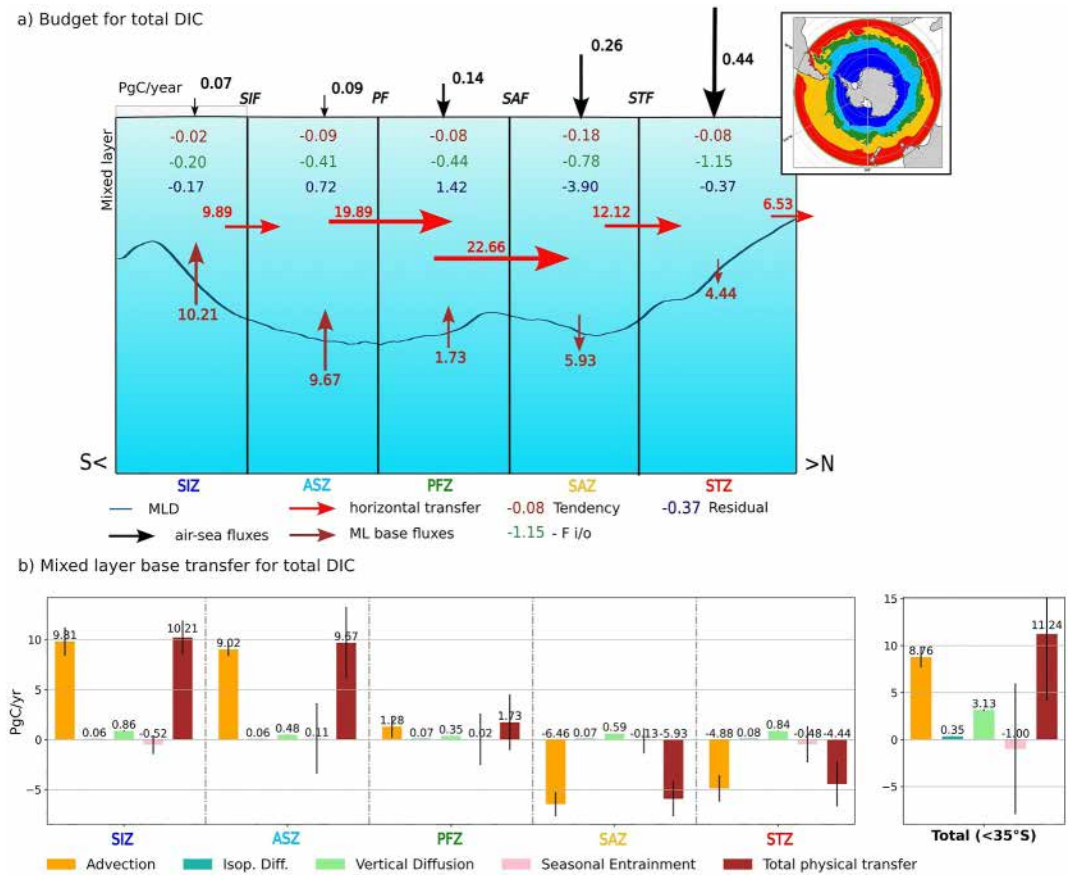 a) Budget for total DIC
PgC/year
0.07
SIF
0.09
PF
0.14
SAF
0.26
STF
0.44
Mixed layer
-0.02
-0.09
-0.08
-0.18
-0.08
-0.20
-0.41
-0.44
-0.78
-1.15
-0.17
0.72
1.42
-3.90
-0.37
9.89
19.89
22.66
12.12
6.53
10.21
9.67
1.73
5.93
4.44
S<
>N
SIZ
ASZ
PFZ
SAZ
STZ
MLD
horizontal transfer
-0.08 Tendency
-0.37 Residual
air-sea fluxes
ML base fluxes
-1.15 - F i/o
b) Mixed layer base transfer for total DIC
PgC/yr
10
5
0
−5
9.81
0.06
0.86
-0.52
10.21
9.02
0.06
0.48
0.11
9.67
1.28
0.07
0.35
0.02
1.73
-6.46
0.07
0.59
-0.13
-5.93
-4.88
0.08
0.84
-0.48
-4.44
SIZ
ASZ
PFZ
SAZ
STZ
15
10
5
0
−5
8.76
0.35
3.13
-1.00
11.24
Total (<35°S)
Advection
Isop. Diff.
Vertical Diffusion
Seasonal Entrainment
Total physical transfer